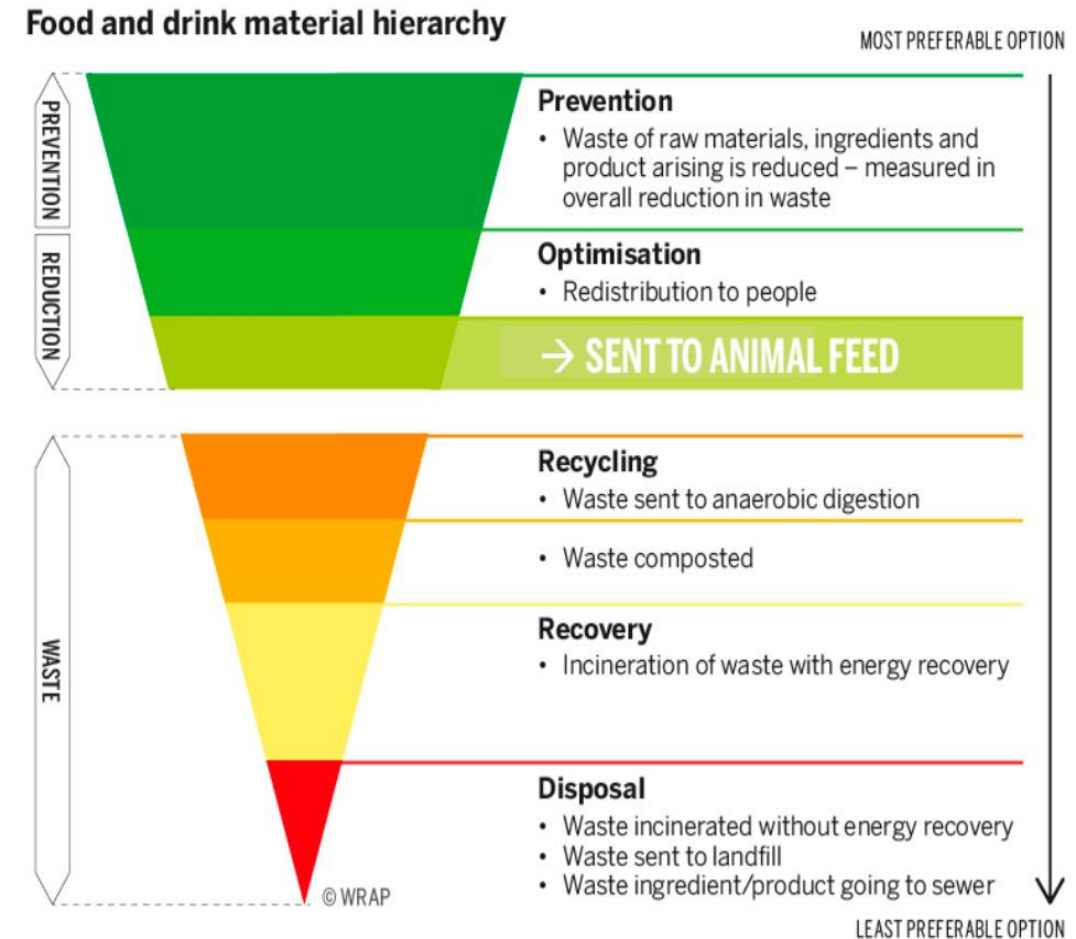 Food and drink material hierarchy
MOST PREFERABLE OPTION
PREVENTION
Prevention
• Waste of raw materials, ingredients and
product arising is reduced – measured in
overall reduction in waste
REDUCTION
Optimisation
• Redistribution to people
→ SENT TO ANIMAL FEED
WASTE
Recycling
• Waste sent to anaerobic digestion
• Waste composted
Recovery
• Incineration of waste with energy recovery
Disposal
• Waste incinerated without energy recovery
• Waste sent to landfill
• Waste ingredient/product going to sewer
© WRAP
LEAST PREFERABLE OPTION